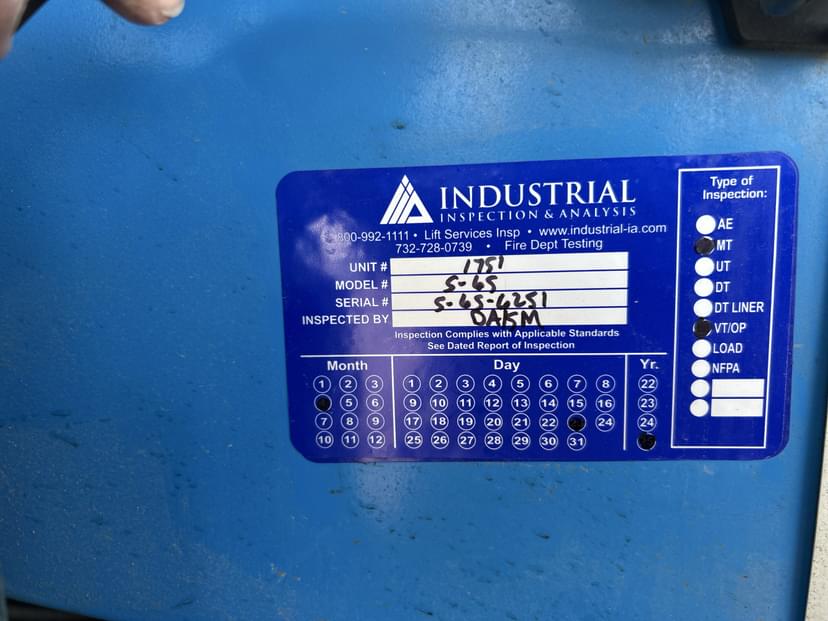 INDUSTRIAL
INSPECTION & ANALYSIS
800-992-1111 • Lift Services Insp • www.industrial-ia.com
732-728-0739 • Fire Dept Testing
UNIT # 1751
MODEL # S-65
SERIAL # S-65-6251
INSPECTED BY
Inspection Complies with Applicable Standards
See Dated Report of Inspection
Month Day Yr.
1 2 3 1 2 3 4 5 6 7 8 22
5 6 9 10 11 12 13 14 15 16 23
7 8 9 17 18 19 20 21 22 24 24
10 11 12 25 26 27 28 29 30 31
Type of
Inspection:
AE
MT
UT
DT
DT LINER
VT/OP
LOAD
NFPA